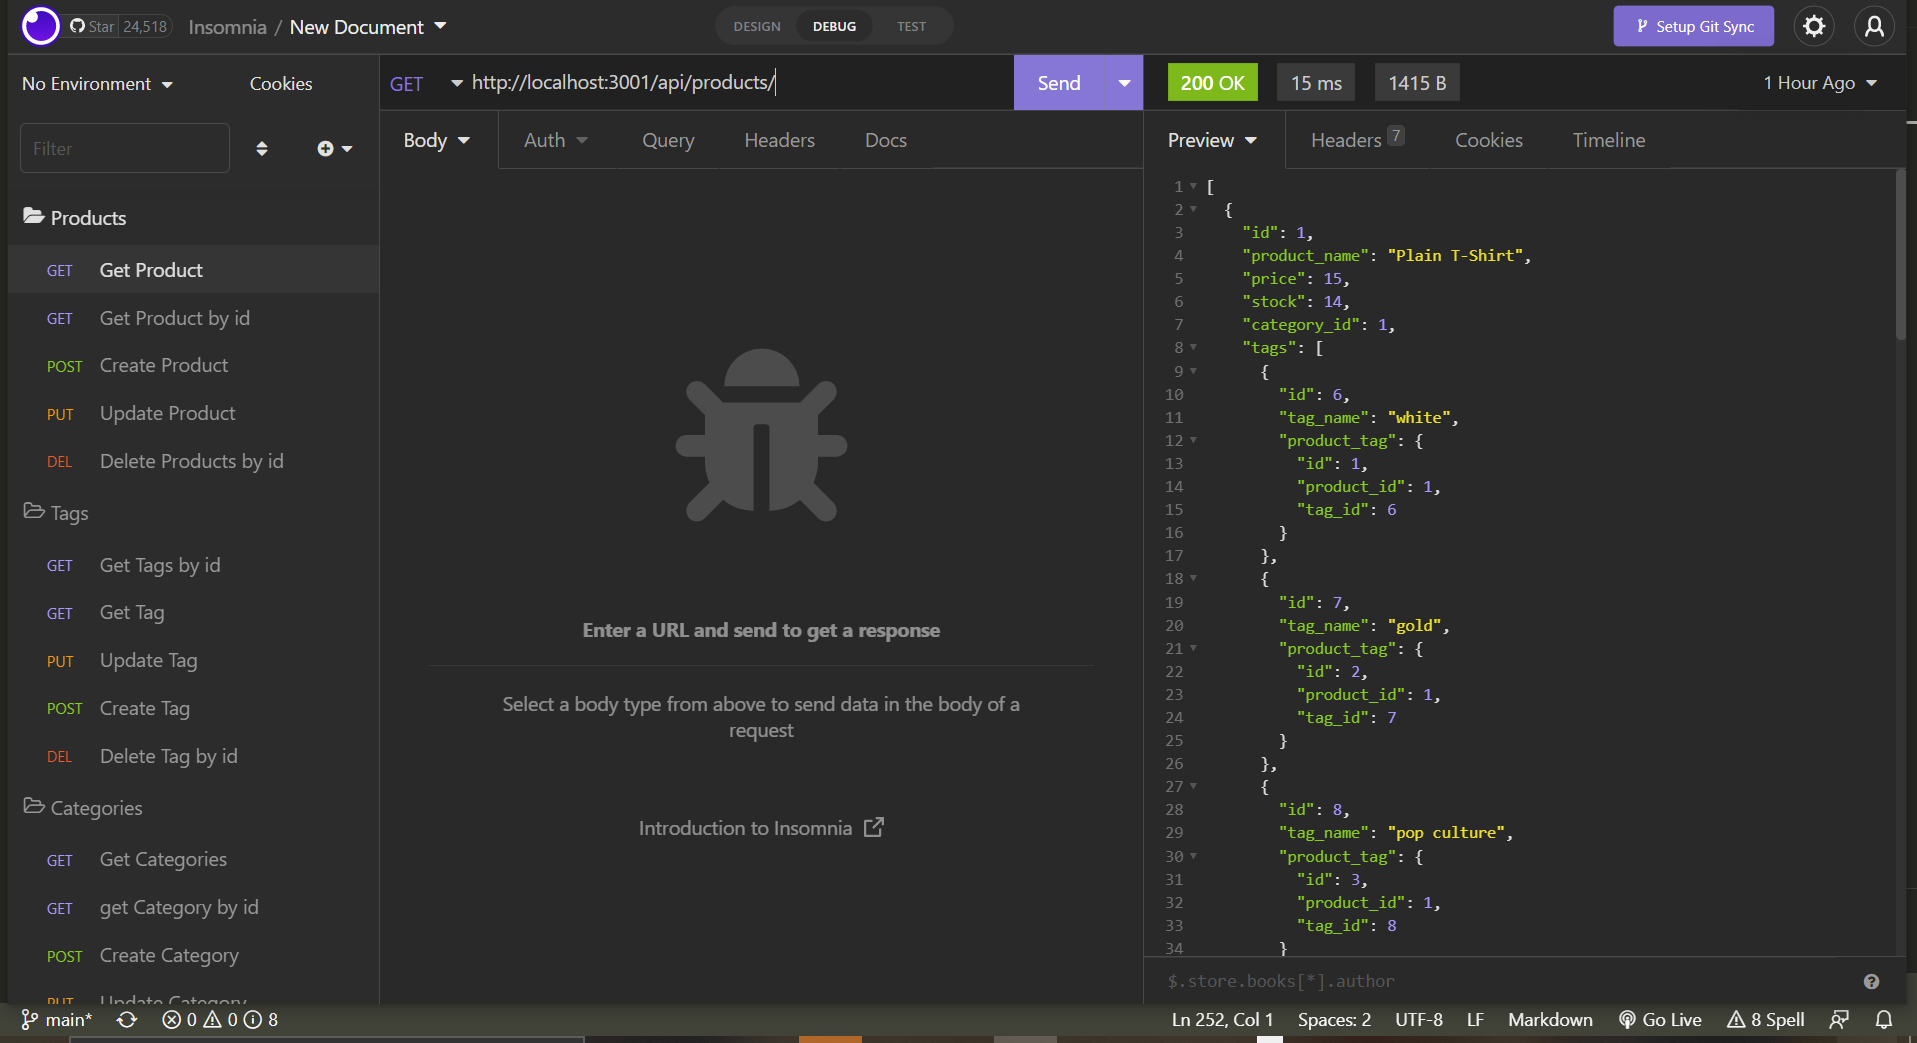 Star 24,518 Insomnia / New Document DESIGN DEBUG TEST Setup Git Sync
No Environment Cookies
GET http://localhost:3001/api/products/ Send
200 OK 15 ms 1415 B 1 Hour Ago
Filter
Products
GET Get Product
GET Get Product by id
POST Create Product
PUT Update Product
DEL Delete Products by id
Tags
GET Get Tags by id
GET Get Tag
PUT Update Tag
POST Create Tag
DEL Delete Tag by id
Categories
GET Get Categories
GET get Category by id
POST Create Category
PUT Update Category
Body Auth Query Headers Docs
Enter a URL and send to get a response
Select a body type from above to send data in the body of a
request
Introduction to Insomnia
Preview Headers 7 Cookies Timeline
1 [
2 {
3 "id": 1,
4 "product_name": "Plain T-Shirt",
5 "price": 15,
6 "stock": 14,
7 "category_id": 1,
8 "tags": [
9 {
10 "id": 6,
11 "tag_name": "white",
12 "product_tag": {
13 "id": 1,
14 "product_id": 1,
15 "tag_id": 6
16 }
17 },
18 {
19 "id": 7,
20 "tag_name": "gold",
21 "product_tag": {
22 "id": 2,
23 "product_id": 1,
24 "tag_id": 7
25 }
26 },
27 {
28 "id": 8,
29 "tag_name": "pop culture",
30 "product_tag": {
31 "id": 3,
32 "product_id": 1,
33 "tag_id": 8
34 }
$.store.books[*].author
main* 0 0 8 Ln 252, Col 1 Spaces: 2 UTF-8 LF Markdown Go Live 8 Spell